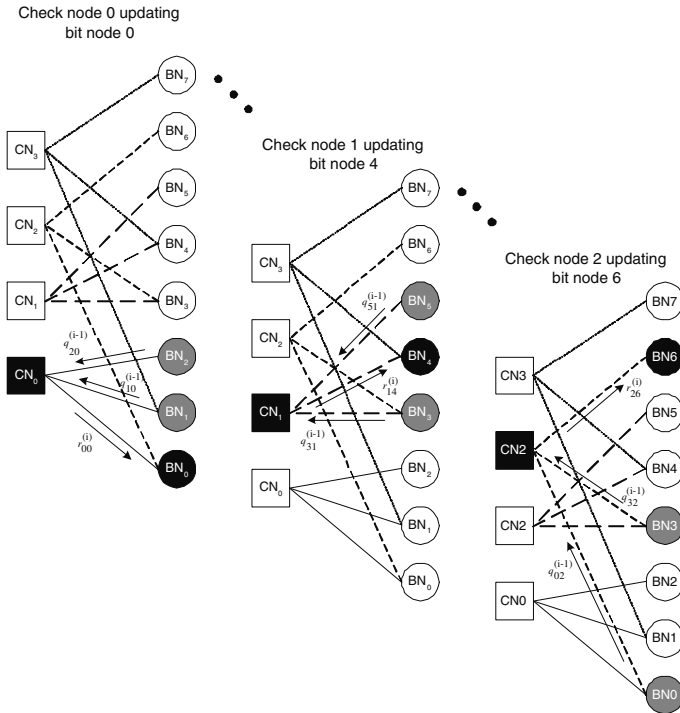 Check node 0 updating
bit node 0
BN₇
BN₆
CN₃
BN₅
CN₂
BN₄
CN₁
BN₃
q₂₀⁽ⁱ⁻¹⁾
BN₂
CN₀
q₁₀⁽ⁱ⁻¹⁾
BN₁
r₀₀⁽ⁱ⁾
BN₀
Check node 1 updating
bit node 4
BN₇
BN₆
CN₃
q₅₁⁽ⁱ⁻¹⁾
BN₅
CN₂
BN₄
r₁₄⁽ⁱ⁾
CN₁
BN₃
q₃₁⁽ⁱ⁻¹⁾
BN₂
CN₀
BN₁
BN₀
Check node 2 updating
bit node 6
BN7
BN6
CN3
r₂₆⁽ⁱ⁾
BN5
CN2
BN4
q₃₂⁽ⁱ⁻¹⁾
CN2
BN3
q₀₂⁽ⁱ⁻¹⁾
BN2
CN0
BN1
BN0